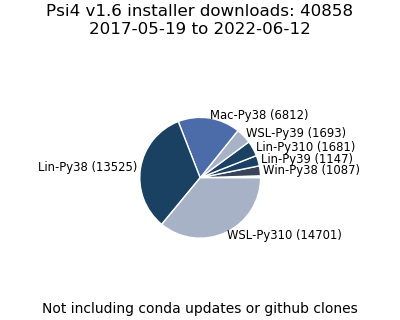 Psi4 v1.6 installer downloads: 40858
2017-05-19 to 2022-06-12
Mac-Py38 (6812)
WSL-Py39 (1693)
Lin-Py310 (1681)
Lin-Py39 (1147)
Win-Py38 (1087)
Lin-Py38 (13525)
WSL-Py310 (14701)
Not including conda updates or github clones